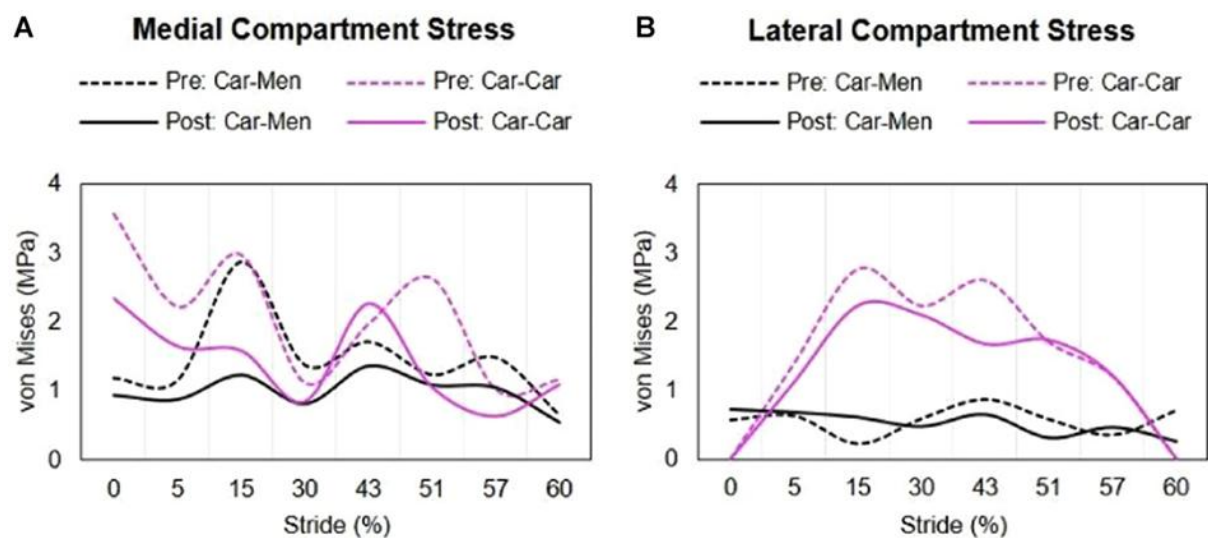 A Medial Compartment Stress
Pre: Car-Men Pre: Car-Car
Post: Car-Men Post: Car-Car
4
3
2
1
0
von Mises (MPa)
0 5 15 30 43 51 57 60
Stride (%)
B Lateral Compartment Stress
Pre: Car-Men Pre: Car-Car
Post: Car-Men Post: Car-Car
4
3
2
1
0
von Mises (MPa)
0 5 15 30 43 51 57 60
Stride (%)